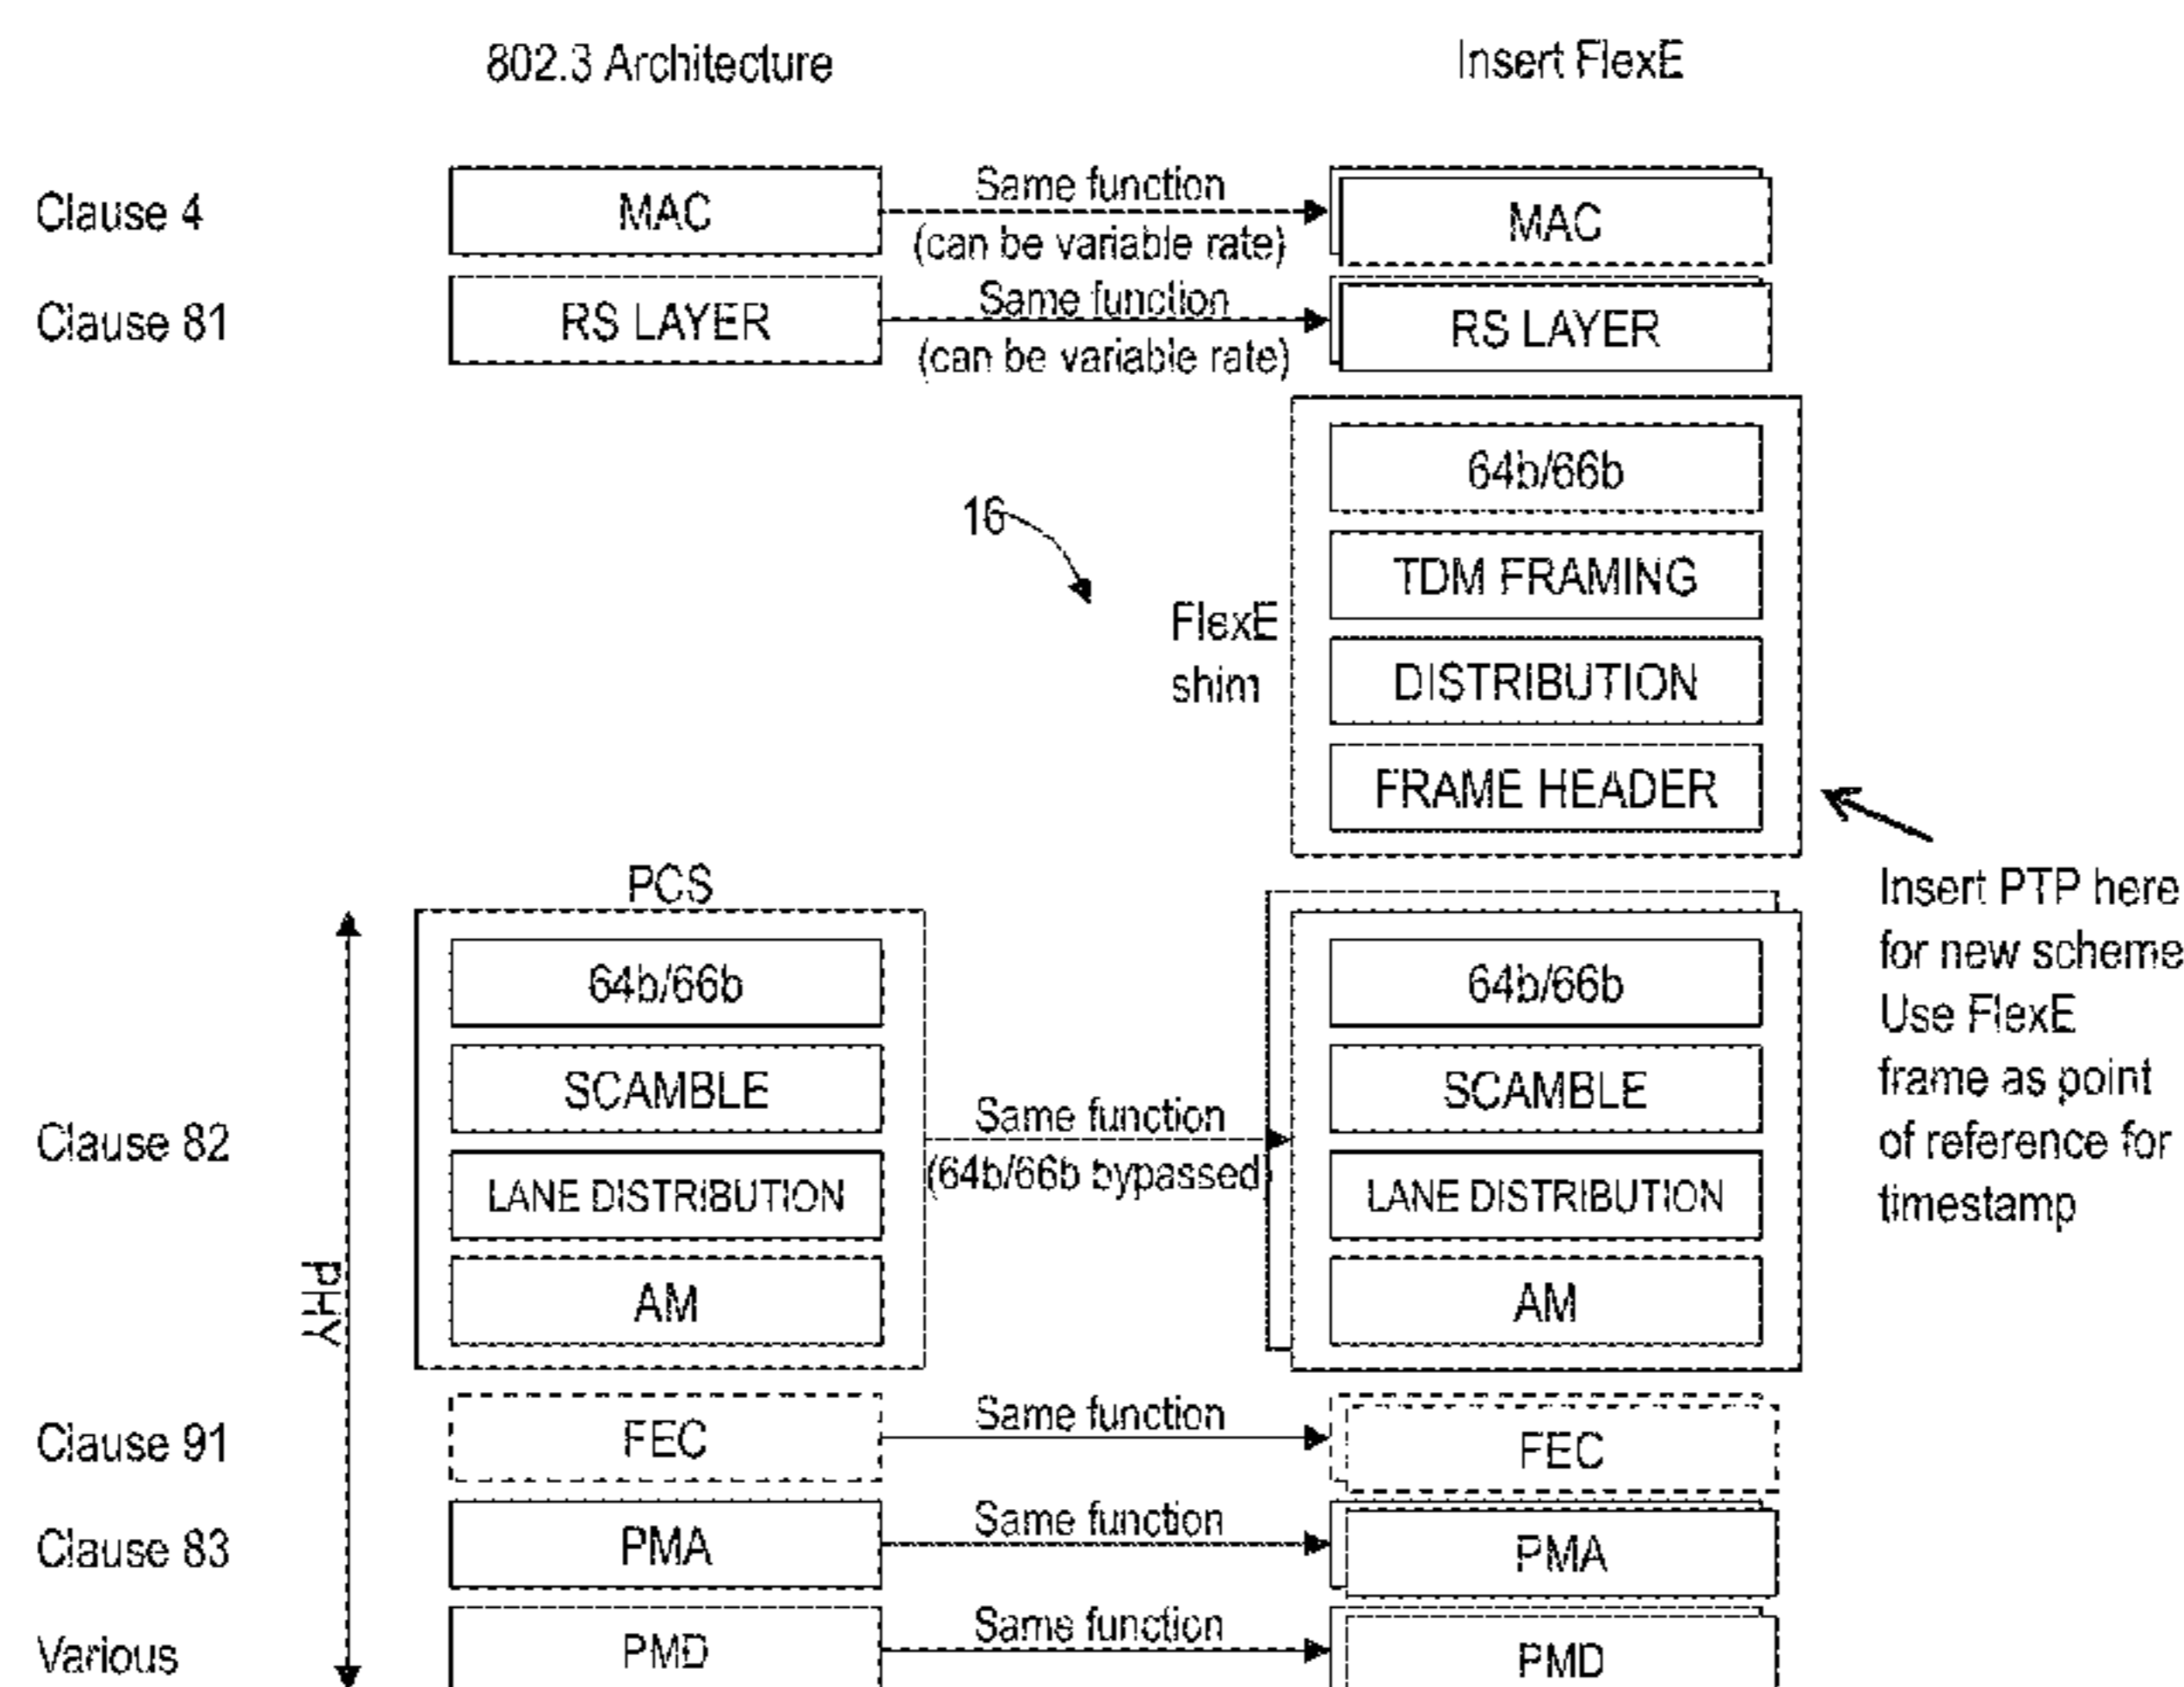 802.3 Architecture
Insert FlexE
Clause 4
MAC
Same function
(can be variable rate)
MAC
Clause 81
RS LAYER
Same function
(can be variable rate)
RS LAYER
16
FlexE
shim
64b/66b
TDM FRAMING
DISTRIBUTION
FRAME HEADER
Insert PTP here
for new scheme
Use FlexE
frame as point
of reference for
timestamp
PHY
Clause 82
PCS
64b/66b
SCAMBLE
LANE DISTRIBUTION
AM
Same function
(64b/66b bypassed)
64b/66b
SCAMBLE
LANE DISTRIBUTION
AM
Clause 91
FEC
Same function
FEC
Clause 83
PMA
Same function
PMA
Various
PMD
Same function
PMD